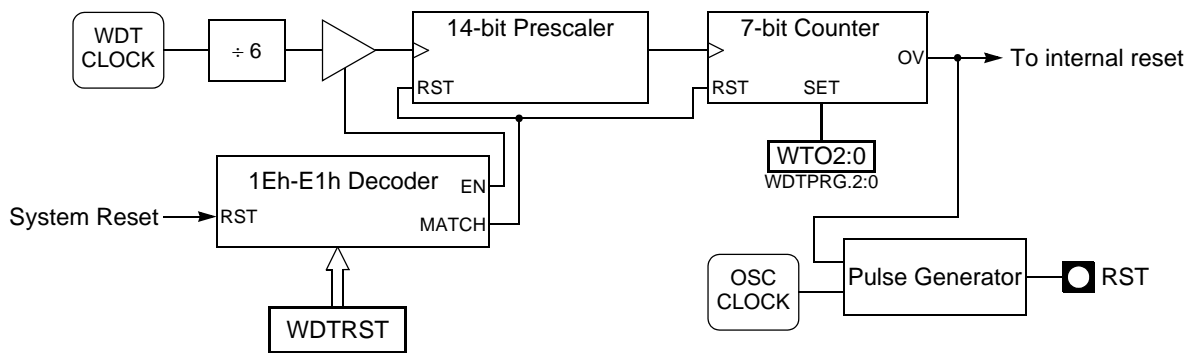 WDT
CLOCK
÷ 6
14-bit Prescaler
RST
7-bit Counter
RST
SET
OV
To internal reset
WTO2:0
WDTPRG.2:0
1Eh-E1h Decoder
EN
RST
MATCH
System Reset
WDTRST
OSC
CLOCK
Pulse Generator
RST